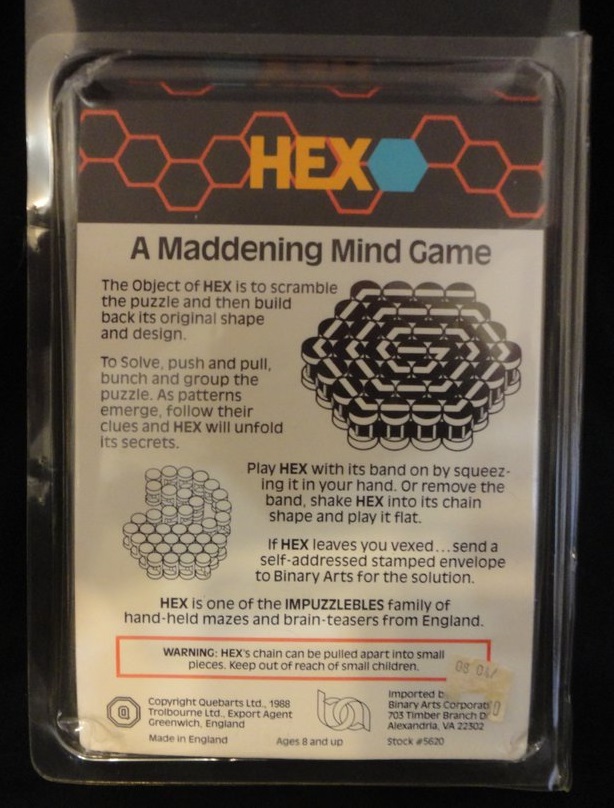 HEX
A Maddening Mind Game
The Object of HEX is to scramble
the puzzle and then build
back its original shape
and design.
To Solve, push and pull,
bunch and group the
puzzle. As patterns
emerge, follow their
clues and HEX will unfold
its secrets.
Play HEX with its band on by squeez-
ing it in your hand. Or remove the
band, shake HEX into its chain
shape and play it flat.
If HEX leaves you vexed...send a
self-addressed stamped envelope
to Binary Arts for the solution.
HEX is one of the IMPUZZLEBLES family of
hand-held mazes and brain-teasers from England.
WARNING: HEX's chain can be pulled apart into small
pieces. Keep out of reach of small children.
Copyright Quebarts Ltd., 1988
Trolbourne Ltd., Export Agent
Greenwich, England
Made in England
Ages 8 and up
Imported
Binary Arts
703 Timber Branch
Alexandria, VA 22302
Stock #5620